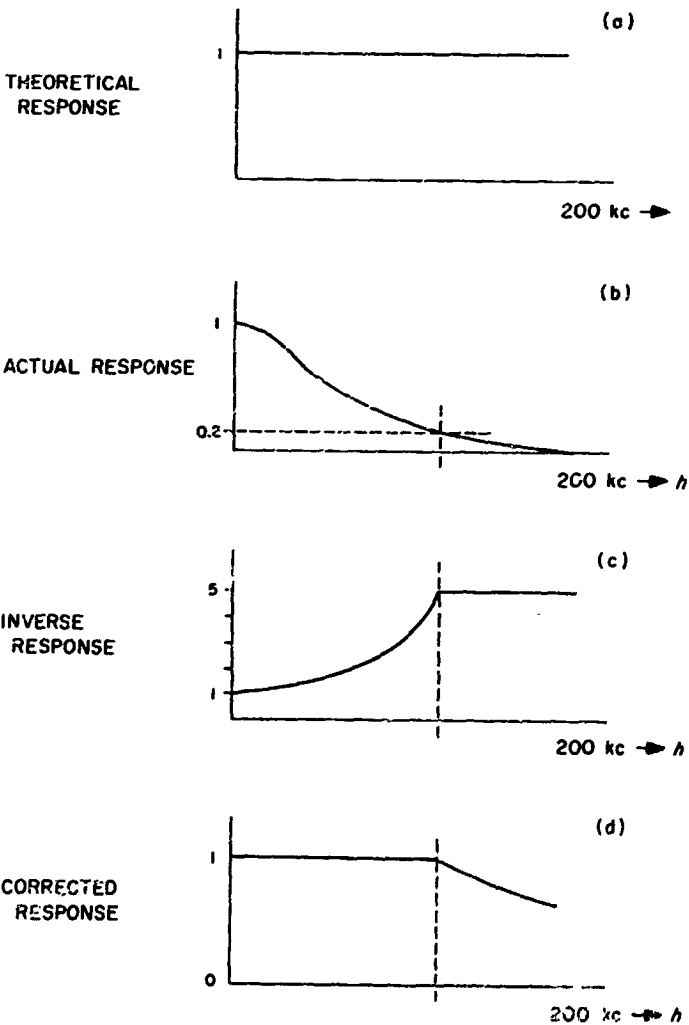 (a)
1
THEORETICAL
RESPONSE
200 kc
(b)
1
ACTUAL RESPONSE
0.2
200 kc h
(c)
5
INVERSE
RESPONSE
1
200 kc h
(d)
1
CORRECTED
RESPONSE
0
200 kc h